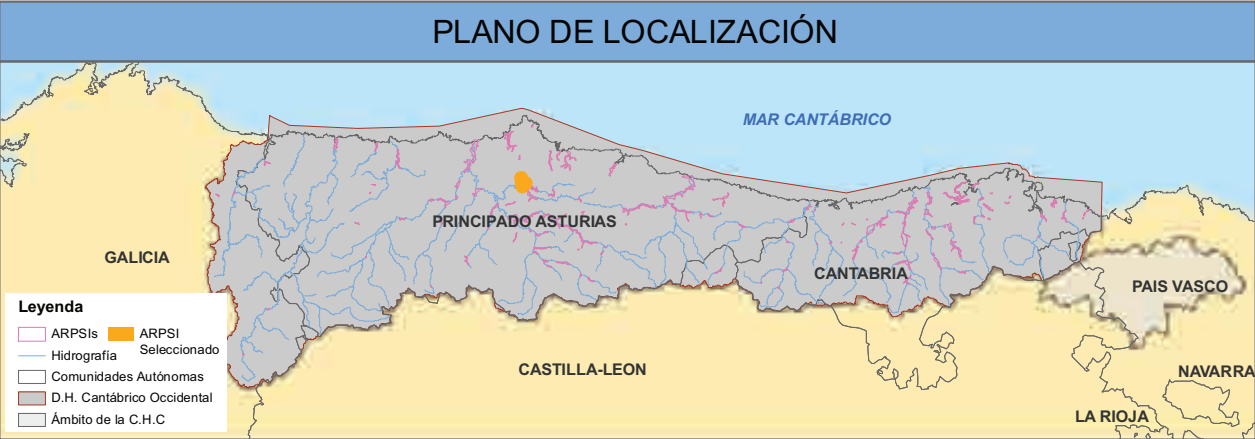 PLANO DE LOCALIZACIÓN
MAR CANTÁBRICO
PRINCIPADO ASTURIAS
GALICIA
CANTABRIA
PAIS VASCO
CASTILLA-LEON
NAVARRA
LA RIOJA
Leyenda
ARPSIs
ARPSI
Seleccionado
Hidrografía
Comunidades Autónomas
D.H. Cantábrico Occidental
Ámbito de la C.H.C